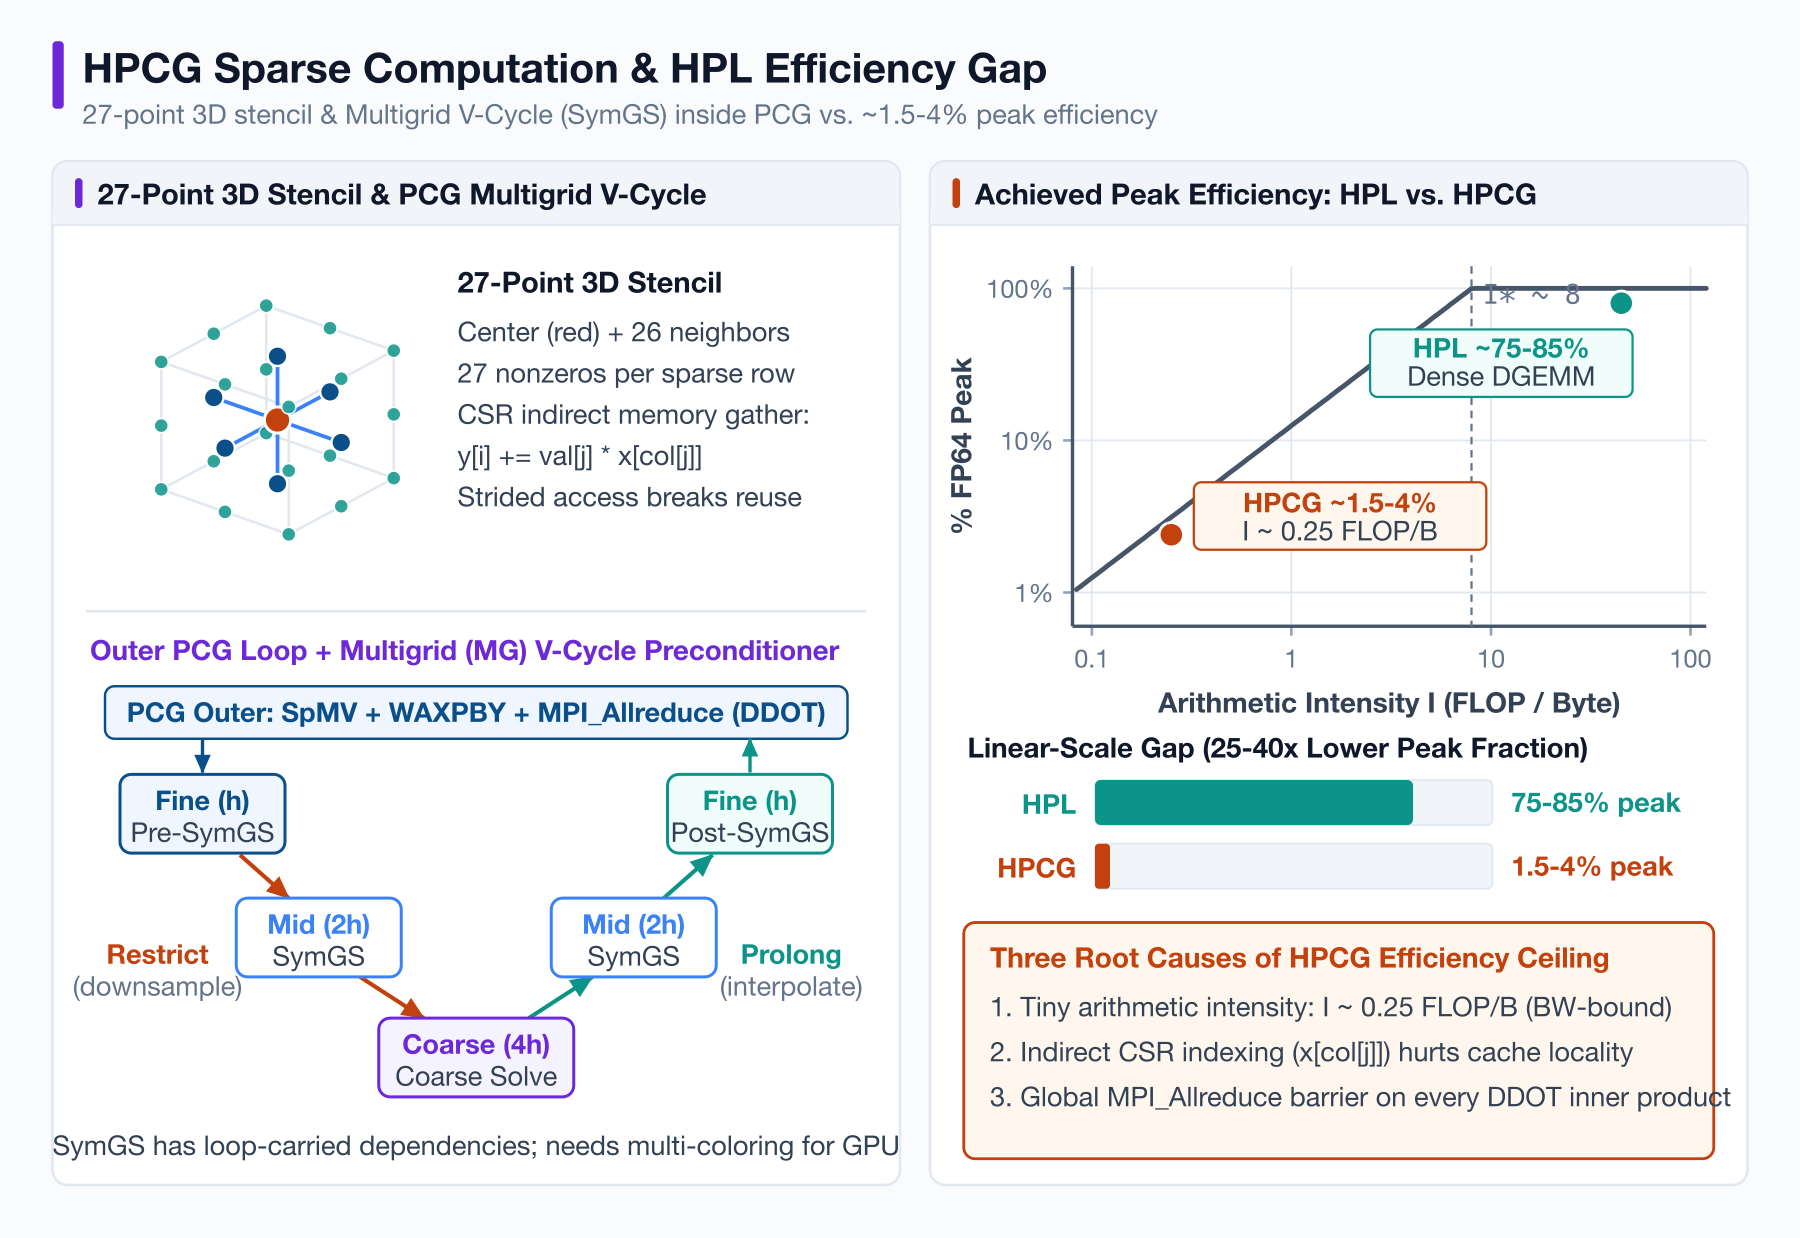 HPCG Sparse Computation & HPL Efficiency Gap
27-point 3D stencil & Multigrid V-Cycle (SymGS) inside PCG vs. ~1.5-4% peak efficiency
27-Point 3D Stencil & PCG Multigrid V-Cycle
27-Point 3D Stencil
Center (red) + 26 neighbors
27 nonzeros per sparse row
CSR indirect memory gather:
y[i] += val[j] * x[col[j]]
Strided access breaks reuse
Outer PCG Loop + Multigrid (MG) V-Cycle Preconditioner
PCG Outer: SpMV + WAXPBY + MPI_Allreduce (DDOT)
Fine (h)
Pre-SymGS
Fine (h)
Post-SymGS
Mid (2h)
SymGS
Mid (2h)
SymGS
Restrict
(downsample)
Prolong
(interpolate)
Coarse (4h)
Coarse Solve
SymGS has loop-carried dependencies; needs multi-coloring for GPU
Achieved Peak Efficiency: HPL vs. HPCG
% FP64 Peak
100%
10%
1%
I* ~ 8
HPL ~75-85%
Dense DGEMM
HPCG ~1.5-4%
I ~ 0.25 FLOP/B
0.1
1
10
100
Arithmetic Intensity I (FLOP / Byte)
Linear-Scale Gap (25-40x Lower Peak Fraction)
HPL
75-85% peak
HPCG
1.5-4% peak
Three Root Causes of HPCG Efficiency Ceiling
1. Tiny arithmetic intensity: I ~ 0.25 FLOP/B (BW-bound)
2. Indirect CSR indexing (x[col[j]]) hurts cache locality
3. Global MPI_Allreduce barrier on every DDOT inner product